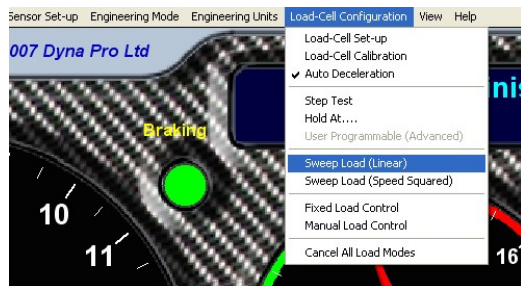 Sensor Set-up Engineering Mode Engineering Units Load-Cell Configuration View Help
007 Dyna Pro Ltd
Load-Cell Set-up
Load-Cell Calibration
Auto Deceleration
Step Test
Hold At....
User Programmable (Advanced)
Sweep Load (Linear)
Sweep Load (Speed Squared)
Fixed Load Control
Manual Load Control
Cancel All Load Modes
Braking
10
11
16